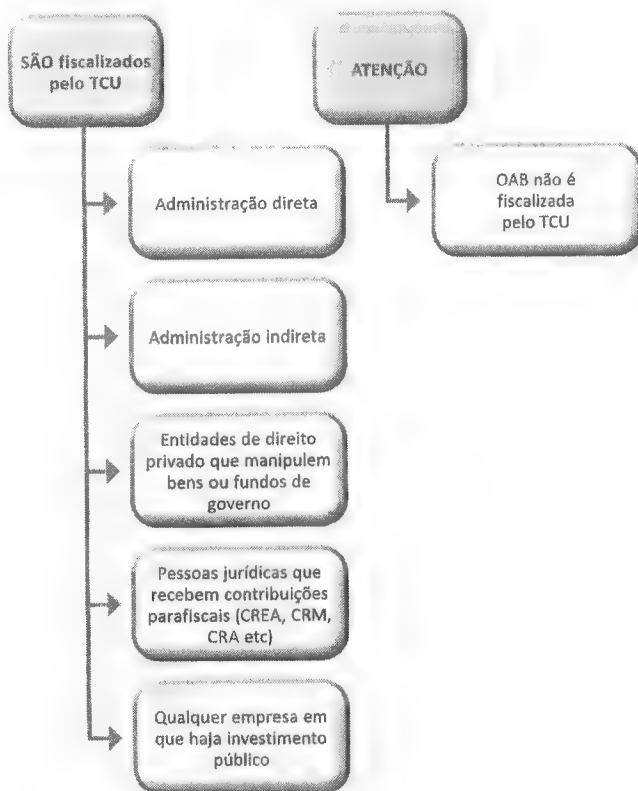 SÃO fiscalizados
pelo TCU
ATENÇÃO
Administração direta
OAB não é
fiscalizada
pelo TCU
Administração indireta
Entidades de direito
privado que manipulem
bens ou fundos de
governo
Pessoas jurídicas que
recebem contribuições
parafiscais (CREA, CRM,
CRA etc)
Qualquer empresa em
que haja investimento
público